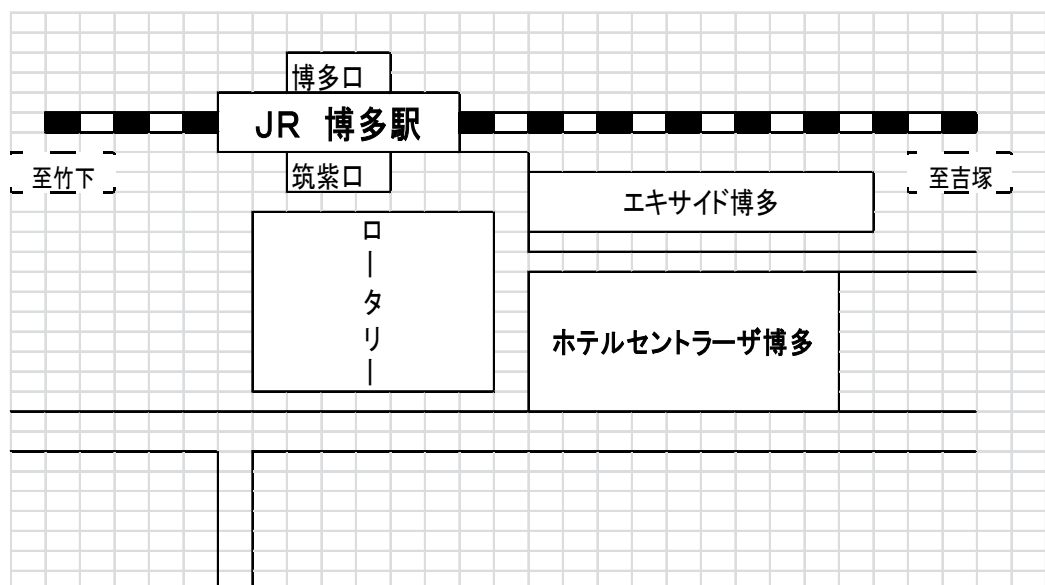 博多口
JR 博多駅
至竹下
筑紫口
至吉塚
エキサイド博多
ロータリー
ホテルセントラーザ博多